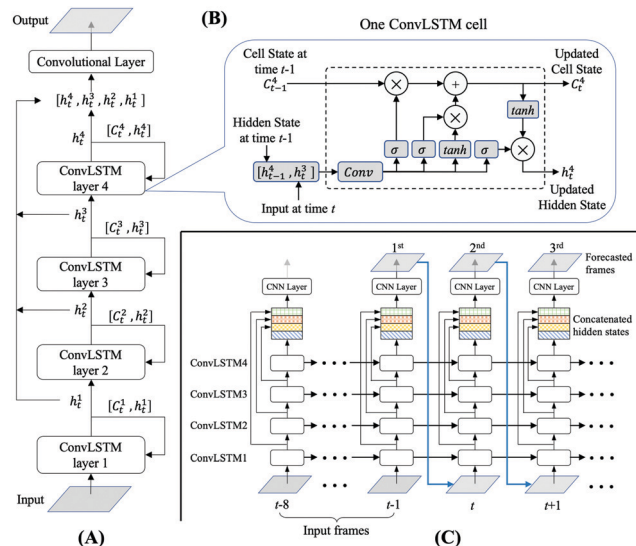 Output
Convolutional Layer
[h_t^4, h_t^3, h_t^2, h_t^1]
h_t^4
[C_t^4, h_t^4]
ConvLSTM
layer 4
h_t^3
[C_t^3, h_t^3]
ConvLSTM
layer 3
h_t^2
[C_t^2, h_t^2]
ConvLSTM
layer 2
h_t^1
[C_t^1, h_t^1]
ConvLSTM
layer 1
Input
(A)
(B)
One ConvLSTM cell
Cell State at
time t-1
C_{t-1}^4
Updated
Cell State
C_t^4
× + tanh
×
Hidden State
at time t-1
σ σ tanh σ ×
[h_{t-1}^4, h_t^3]
Conv
h_t^4
Input at time t
Updated
Hidden State
1st 2nd 3rd
Forecasted
frames
CNN Layer CNN Layer CNN Layer CNN Layer
Concatenated
hidden states
ConvLSTM4
ConvLSTM3
ConvLSTM2
ConvLSTM1
t-8 t-1 t t+1
Input frames
(C)